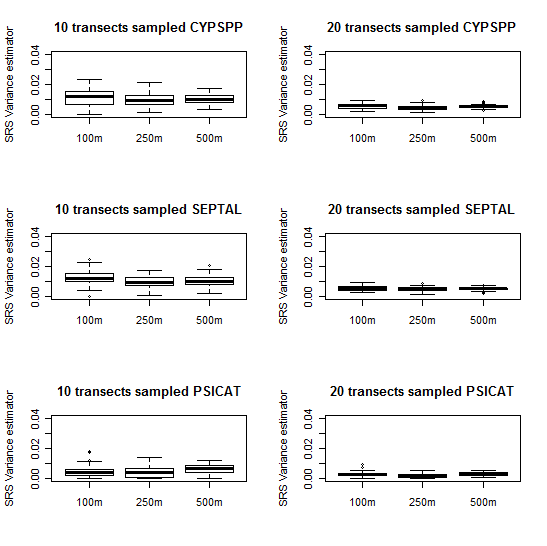 10 transects sampled CYPSPP
SRS Variance estimator
0.00 0.02 0.04
100m 250m 500m
20 transects sampled CYPSPP
SRS Variance estimator
0.00 0.02 0.04
100m 250m 500m
10 transects sampled SEPTAL
SRS Variance estimator
0.00 0.02 0.04
100m 250m 500m
20 transects sampled SEPTAL
SRS Variance estimator
0.00 0.02 0.04
100m 250m 500m
10 transects sampled PSICAT
SRS Variance estimator
0.00 0.02 0.04
100m 250m 500m
20 transects sampled PSICAT
SRS Variance estimator
0.00 0.02 0.04
100m 250m 500m